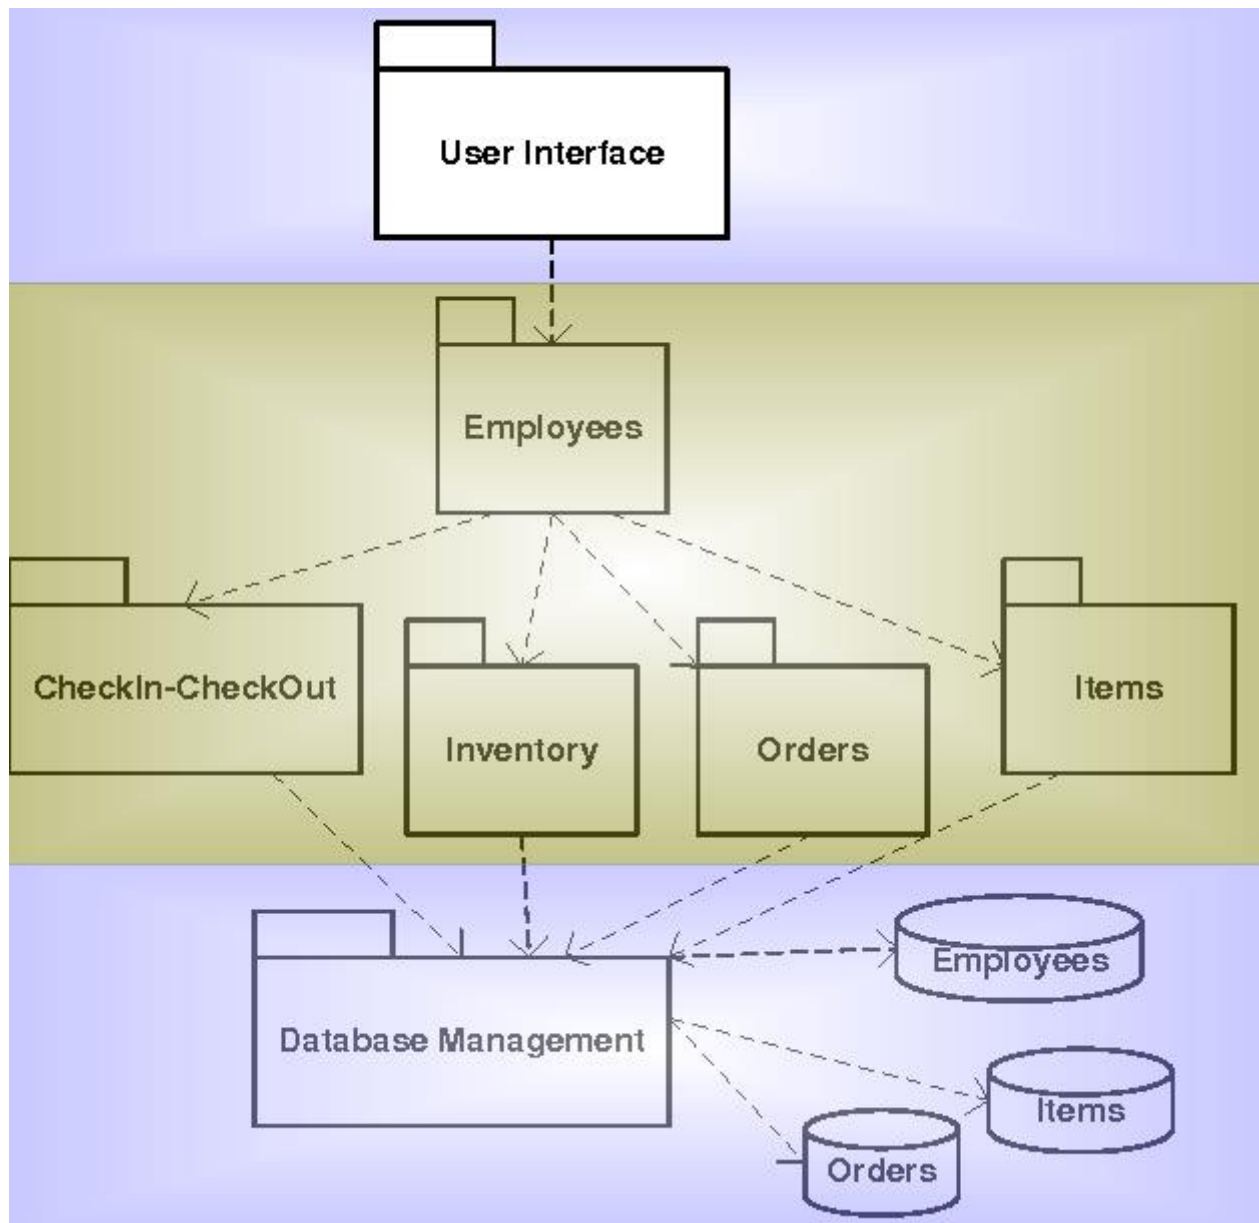 User Interface
Employees
CheckIn-CheckOut
Items
Inventory
Orders
Employees
Database Management
Items
Orders